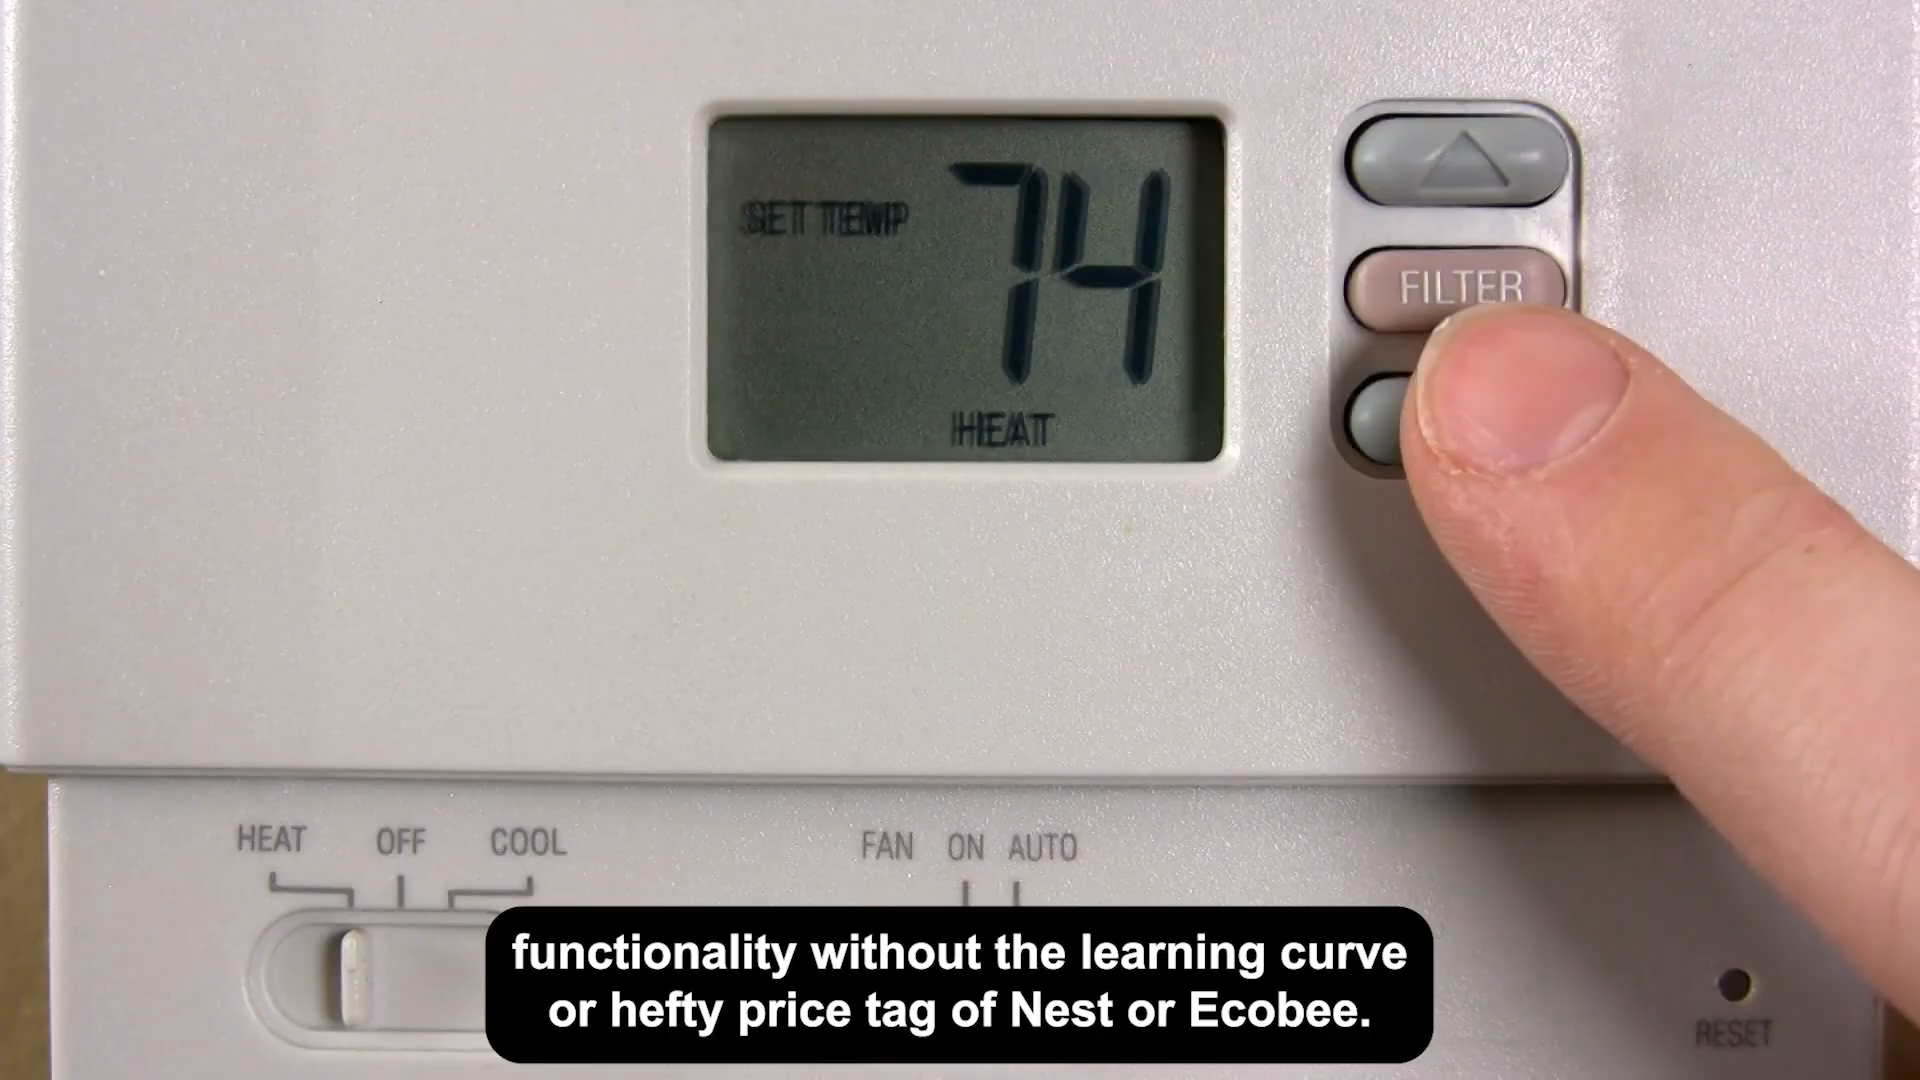 SET TEMP
74
HEAT
FILTER
HEAT OFF COOL
FAN ON AUTO
functionality without the learning curve
or hefty price tag of Nest or Ecobee.
RESET